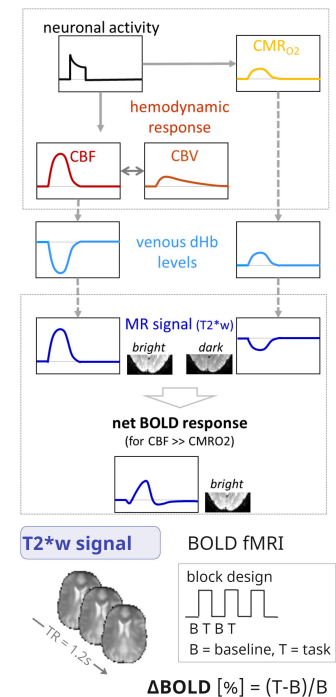 neuronal activity
CMRO2
hemodynamic
response
CBF
CBV
venous dHb
levels
MR signal (T2*w)
bright
dark
net BOLD response
(for CBF >> CMRO2)
bright
T2*w signal
BOLD fMRI
block design
B T B T
B = baseline, T = task
TR = 1.2s
ΔBOLD [%] = (T-B)/B